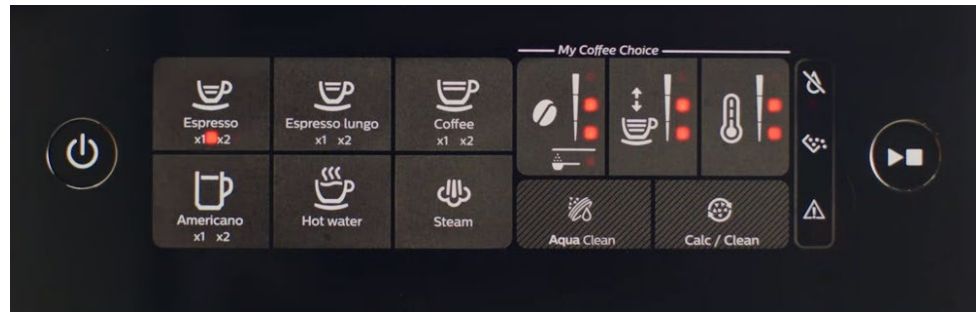 My Coffee Choice
Espresso
x1 x2
Espresso lungo
x1 x2
Coffee
x1 x2
Americano
x1 x2
Hot water
Steam
Aqua Clean
Calc / Clean